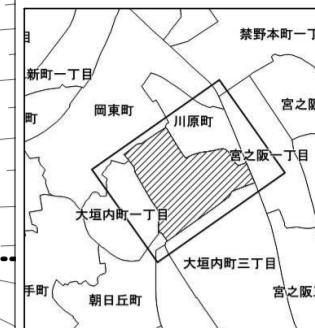 禁野本町一丁
新町一丁目
宮之
岡東町
川原町
町
宮之阪一丁目
大垣内町一丁目
大垣内町三丁目
手町
朝日丘町
宮之阪